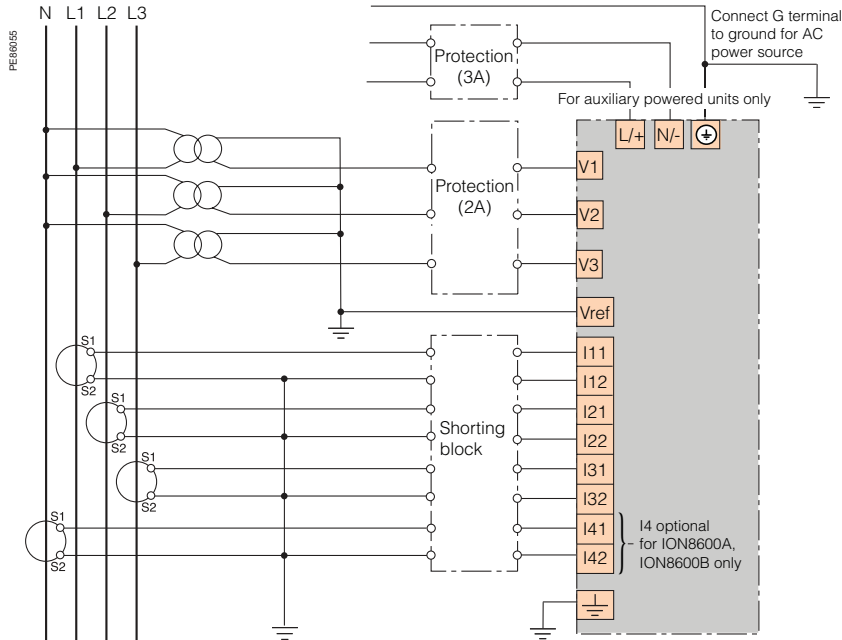 N L1 L2 L3
PE86055
Connect G terminal
to ground for AC
power source
Protection
(3A)
For auxiliary powered units only
L/+ N/-
V1
Protection
(2A)
V2
V3
Vref
S1
S2
S1
S2
S1
S2
S1
S2
Shorting
block
I11
I12
I21
I22
I31
I32
I41
I42
I4 optional
for ION8600A,
ION8600B only